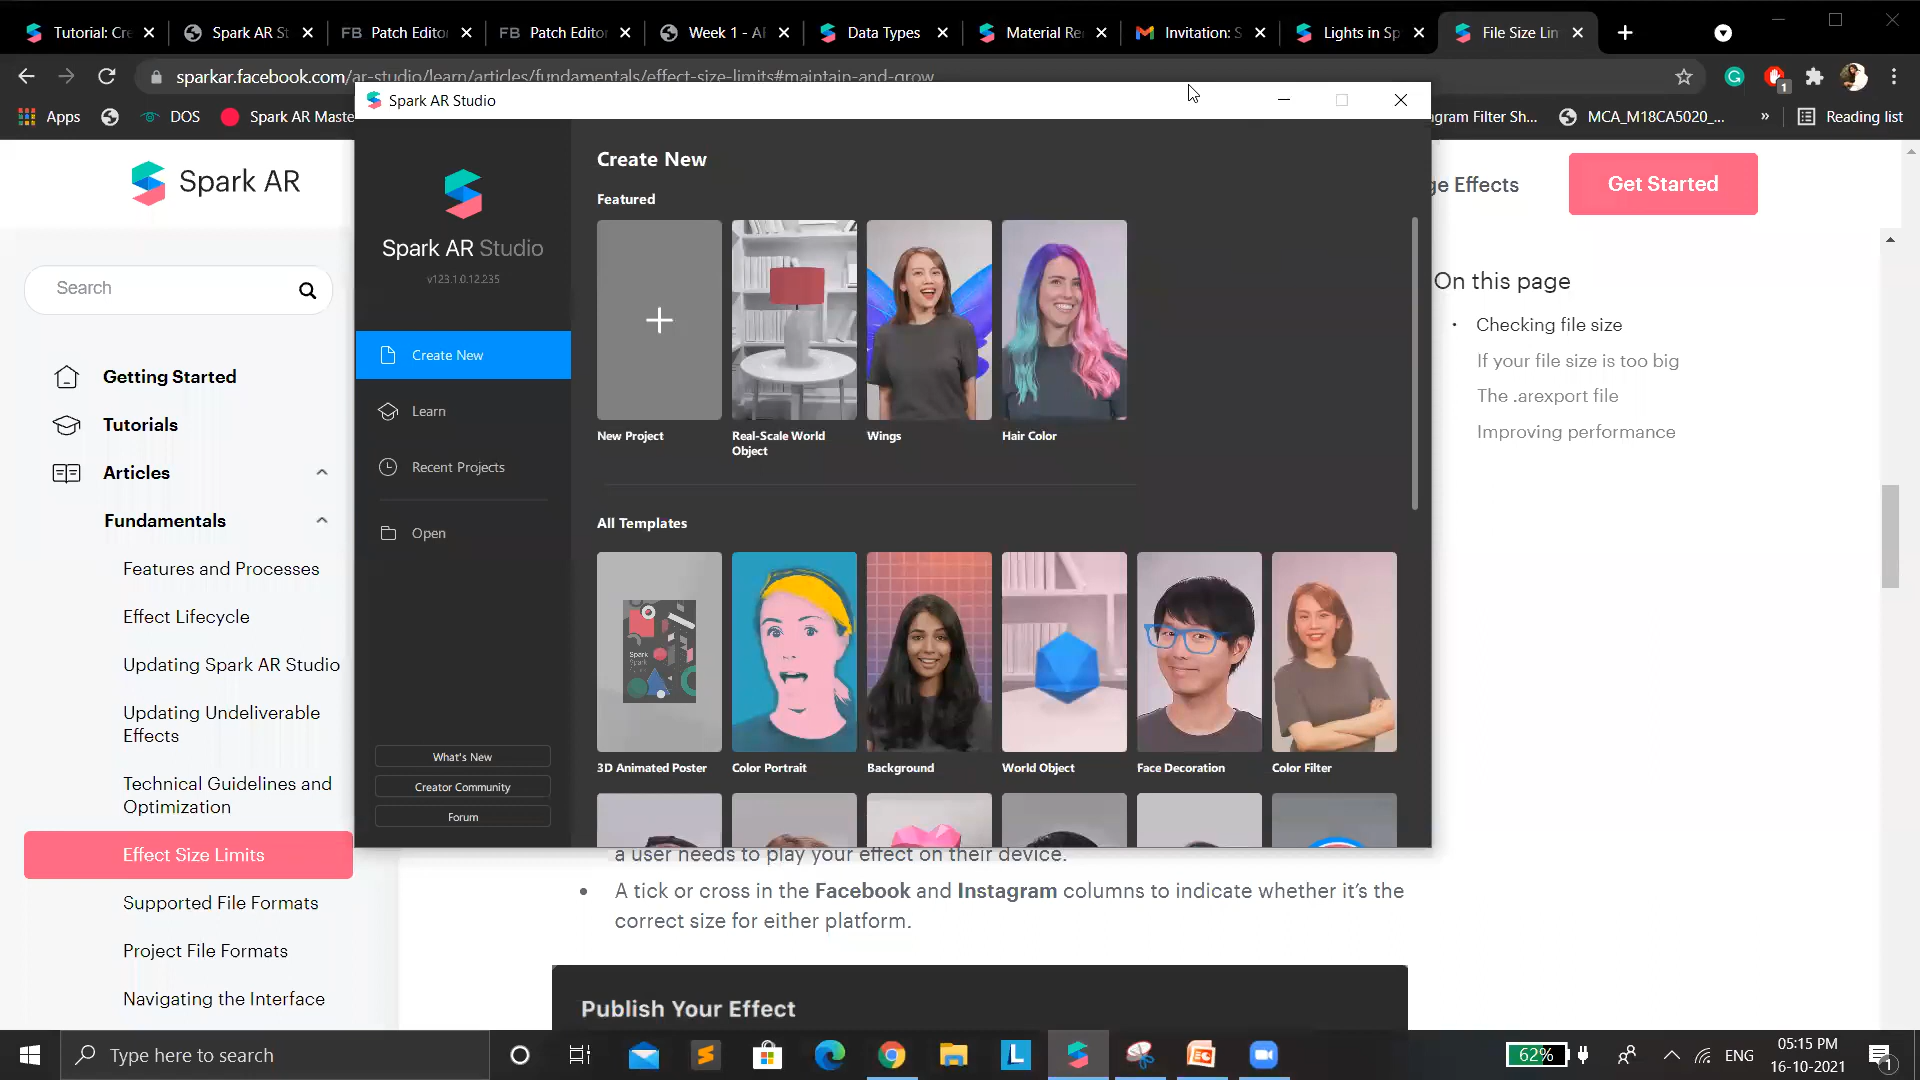 Tutorial: Cre
Spark AR St
FB Patch Editor
FB Patch Editor
Week 1 - AF
Data Types
Material Re
Invitation: S
Lights in Sp
File Size Lin
sparkar.facebook.com/ar-studio/learn/articles/fundamentals/effect-size-limits#maintain-and-grow
1
Apps
DOS
Spark AR Maste
gram Filter Sh...
MCA_M18CA5020_...
»
Reading list
Spark AR
ge Effects
Get Started
Search
Getting Started
Tutorials
Articles
Fundamentals
Features and Processes
Effect Lifecycle
Updating Spark AR Studio
Updating Undeliverable
Effects
Technical Guidelines and
Optimization
Effect Size Limits
Supported File Formats
Project File Formats
Navigating the Interface
Spark AR Studio
Spark AR Studio
v123.1.0.12.235
Create New
Learn
Recent Projects
Open
What's New
Creator Community
Forum
Create New
Featured
New Project
Real-Scale World
Object
Wings
Hair Color
All Templates
Spark
3D Animated Poster
Color Portrait
Background
World Object
Face Decoration
Color Filter
On this page
• Checking file size
If your file size is too big
The .arexport file
Improving performance
a user needs to play your effect on their device.
• A tick or cross in the Facebook and Instagram columns to indicate whether it's the
correct size for either platform.
Publish Your Effect
Type here to search
62%
ENG
05:15 PM
16-10-2021
1